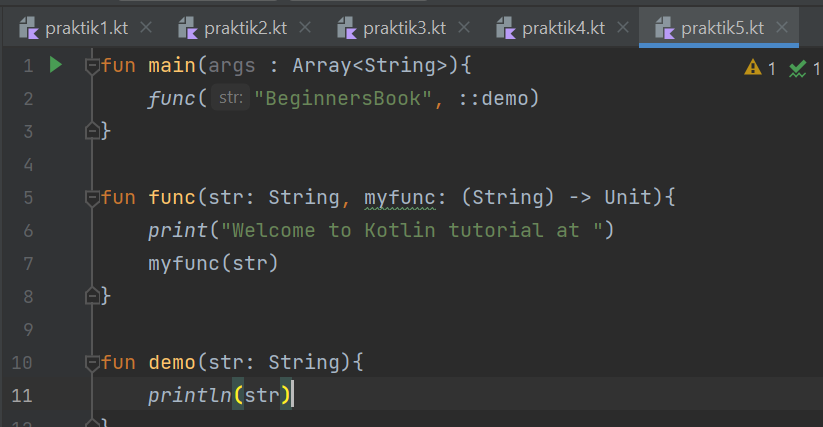 praktik1.kt praktik2.kt praktik3.kt praktik4.kt praktik5.kt
1 fun main(args : Array<String>){ 1 1
2 func( str: "BeginnersBook", ::demo)
3 }
4
5 fun func(str: String, myfunc: (String) -> Unit){
6 print("Welcome to Kotlin tutorial at ")
7 myfunc(str)
8 }
9
10 fun demo(str: String){
11 println(str)
12 }